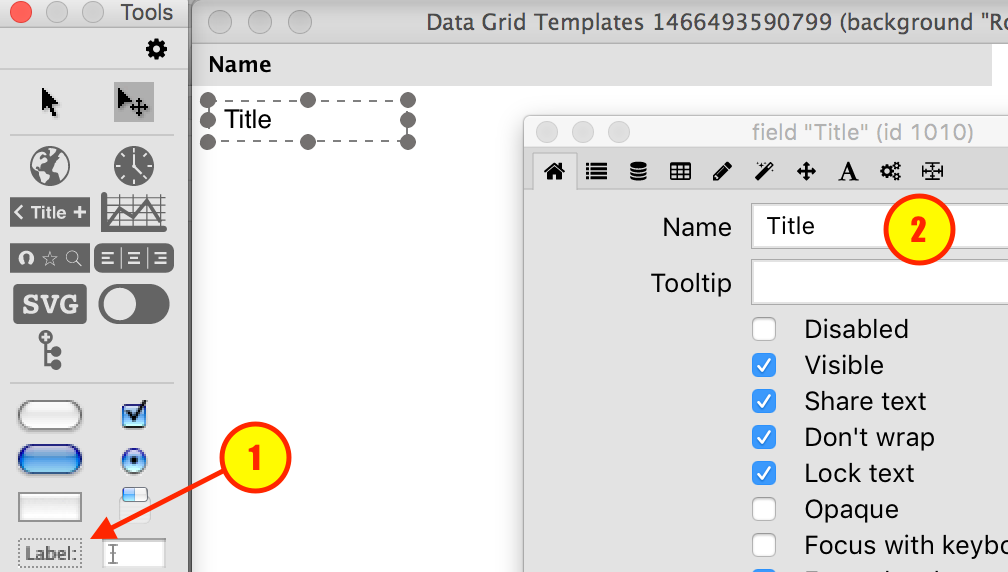 Tools
Data Grid Templates 1466493590799 (background "Ro
Name
Title
field "Title" (id 1010)
Title
SVG
Name
Title
2
Tooltip
Disabled
Visible
Share text
Don't wrap
Lock text
Opaque
Focus with keybo
1
Label: